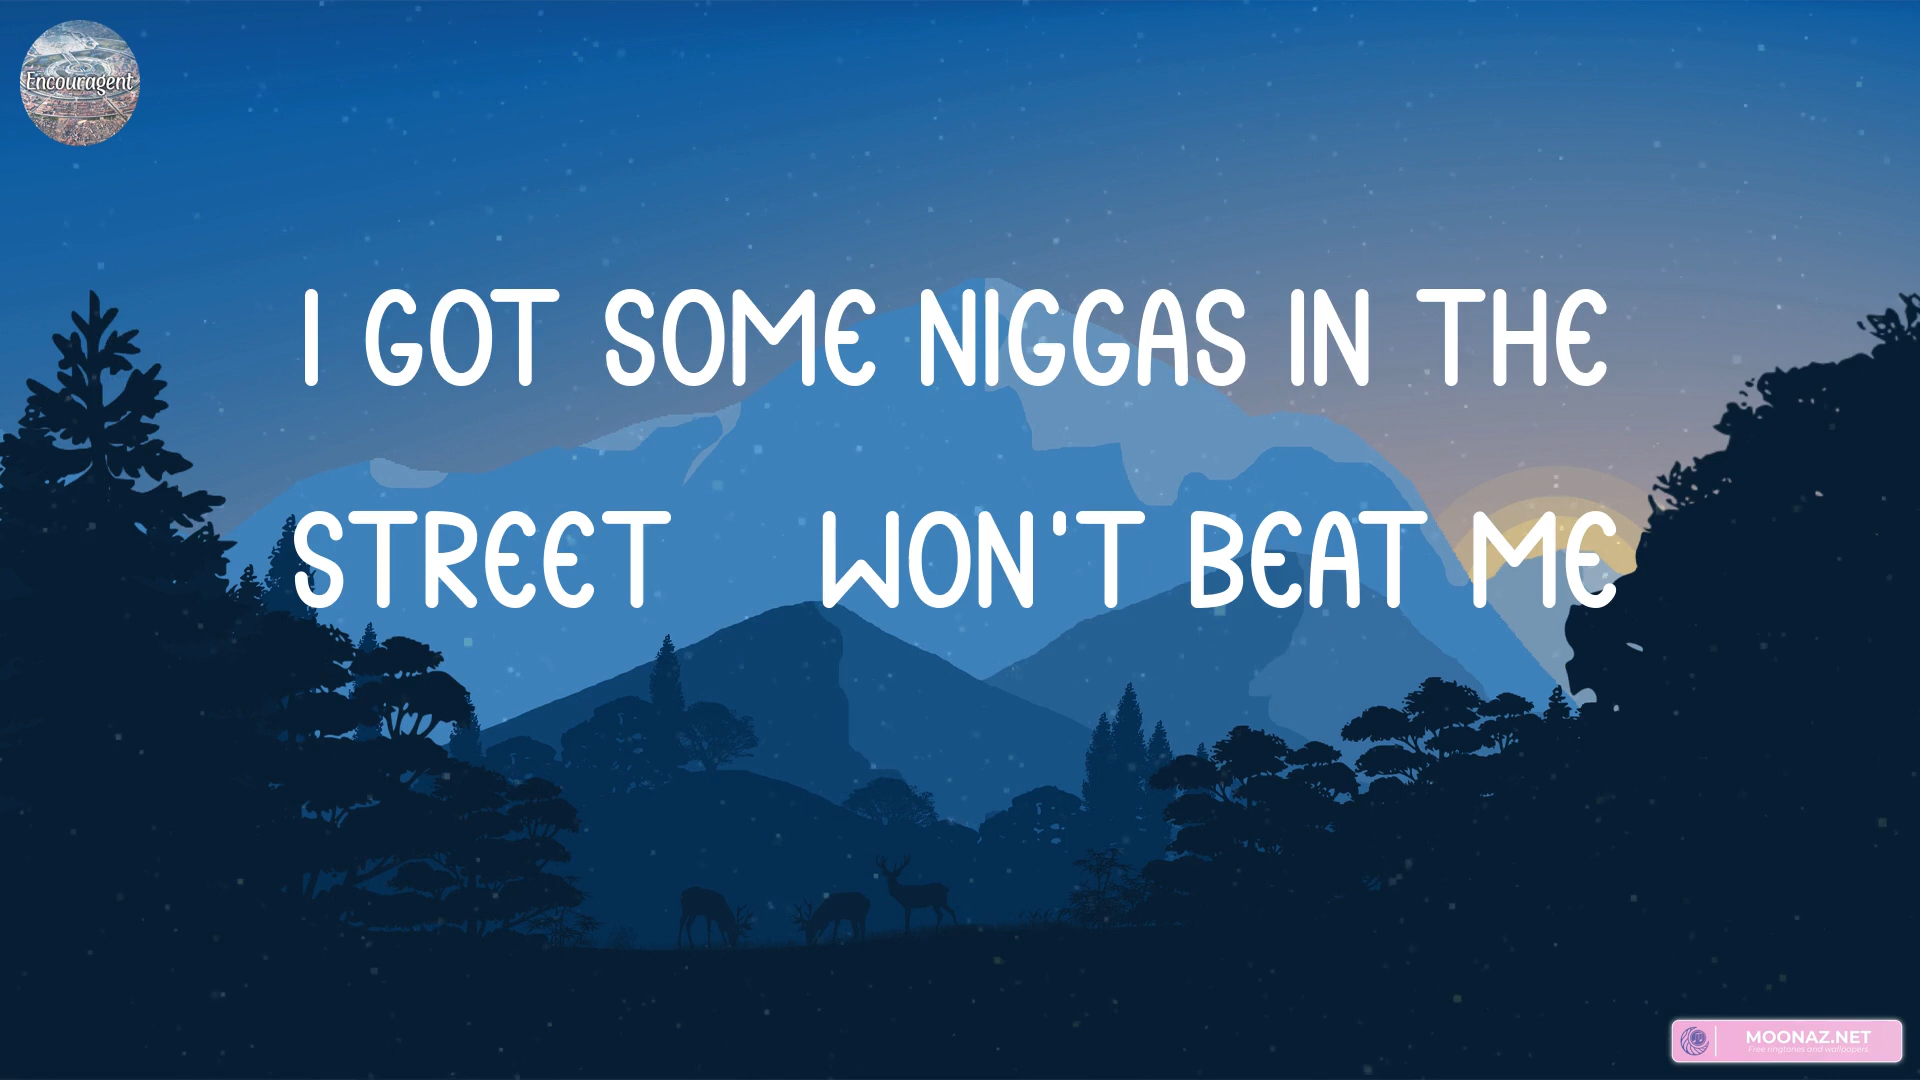 Encouragent
I GOT SOME NIGGAS IN THE
STREET WON'T BEAT ME
MOONAZ.NET
Free ringtones and wallpapers